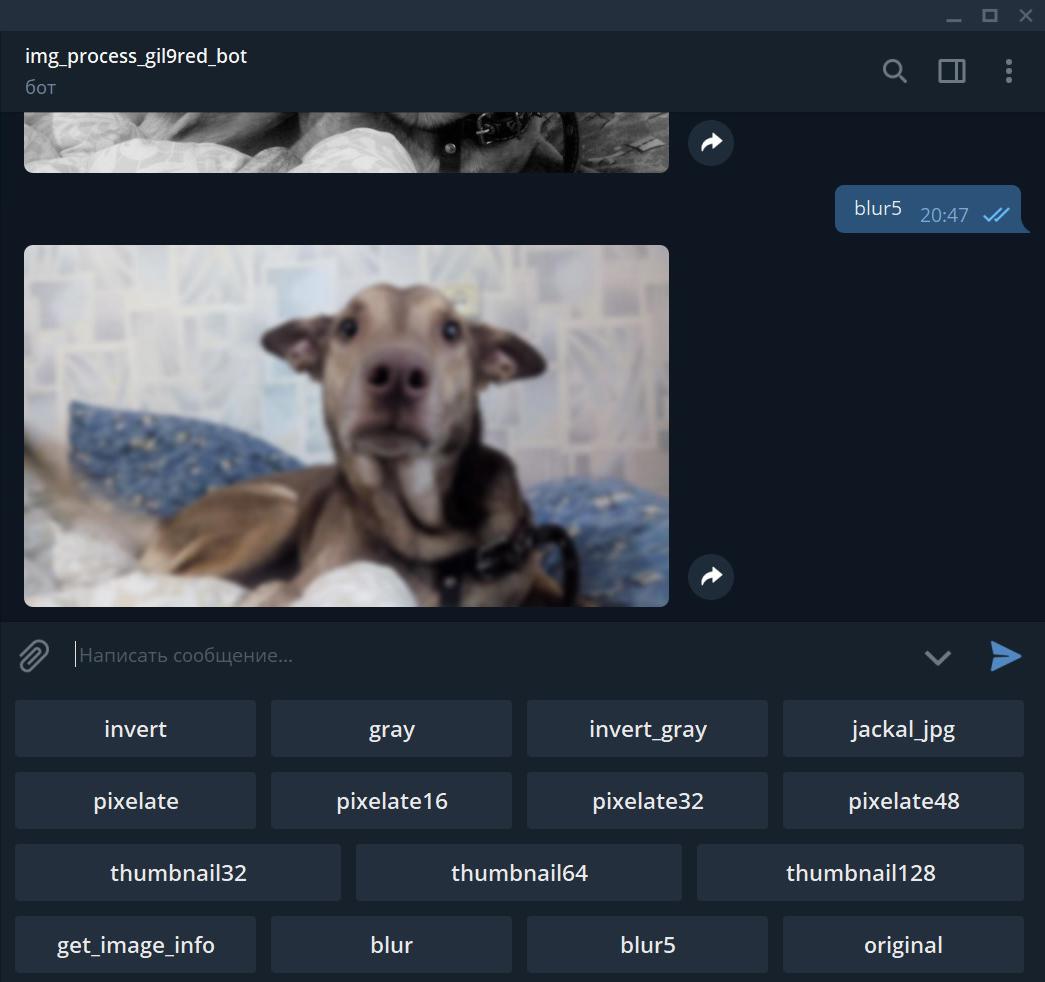 img_process_gil9red_bot
бот
blur5 20:47
Написать сообщение...
invert gray invert_gray jackal_jpg
pixelate pixelate16 pixelate32 pixelate48
thumbnail32 thumbnail64 thumbnail128
get_image_info blur blur5 original